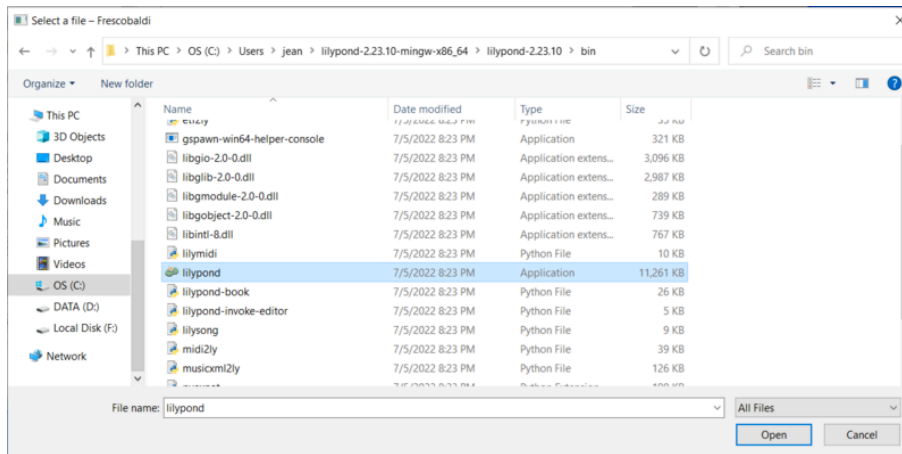 Select a file – Frescobaldi
This PC > OS (C:) > Users > jean > lilypond-2.23.10-mingw-x86_64 > lilypond-2.23.10 > bin
Search bin
Organize New folder
This PC
3D Objects
Desktop
Documents
Downloads
Music
Pictures
Videos
OS (C:)
DATA (D:)
Local Disk (F:)
Network
Name Date modified Type Size
etf2ly 7/5/2022 8:23 PM Python File
gspawn-win64-helper-console 7/5/2022 8:23 PM Application 321 KB
libgio-2.0-0.dll 7/5/2022 8:23 PM Application extens... 3,096 KB
libglib-2.0-0.dll 7/5/2022 8:23 PM Application extens... 2,987 KB
libgmodule-2.0-0.dll 7/5/2022 8:23 PM Application extens... 289 KB
libgobject-2.0-0.dll 7/5/2022 8:23 PM Application extens... 739 KB
libintl-8.dll 7/5/2022 8:23 PM Application extens... 767 KB
lilymidi 7/5/2022 8:23 PM Python File 10 KB
lilypond 7/5/2022 8:23 PM Application 11,261 KB
lilypond-book 7/5/2022 8:23 PM Python File 26 KB
lilypond-invoke-editor 7/5/2022 8:23 PM Python File 5 KB
lilysong 7/5/2022 8:23 PM Python File 9 KB
midi2ly 7/5/2022 8:23 PM Python File 39 KB
musicxml2ly 7/5/2022 8:23 PM Python File 126 KB
File name: lilypond
All Files
Open Cancel